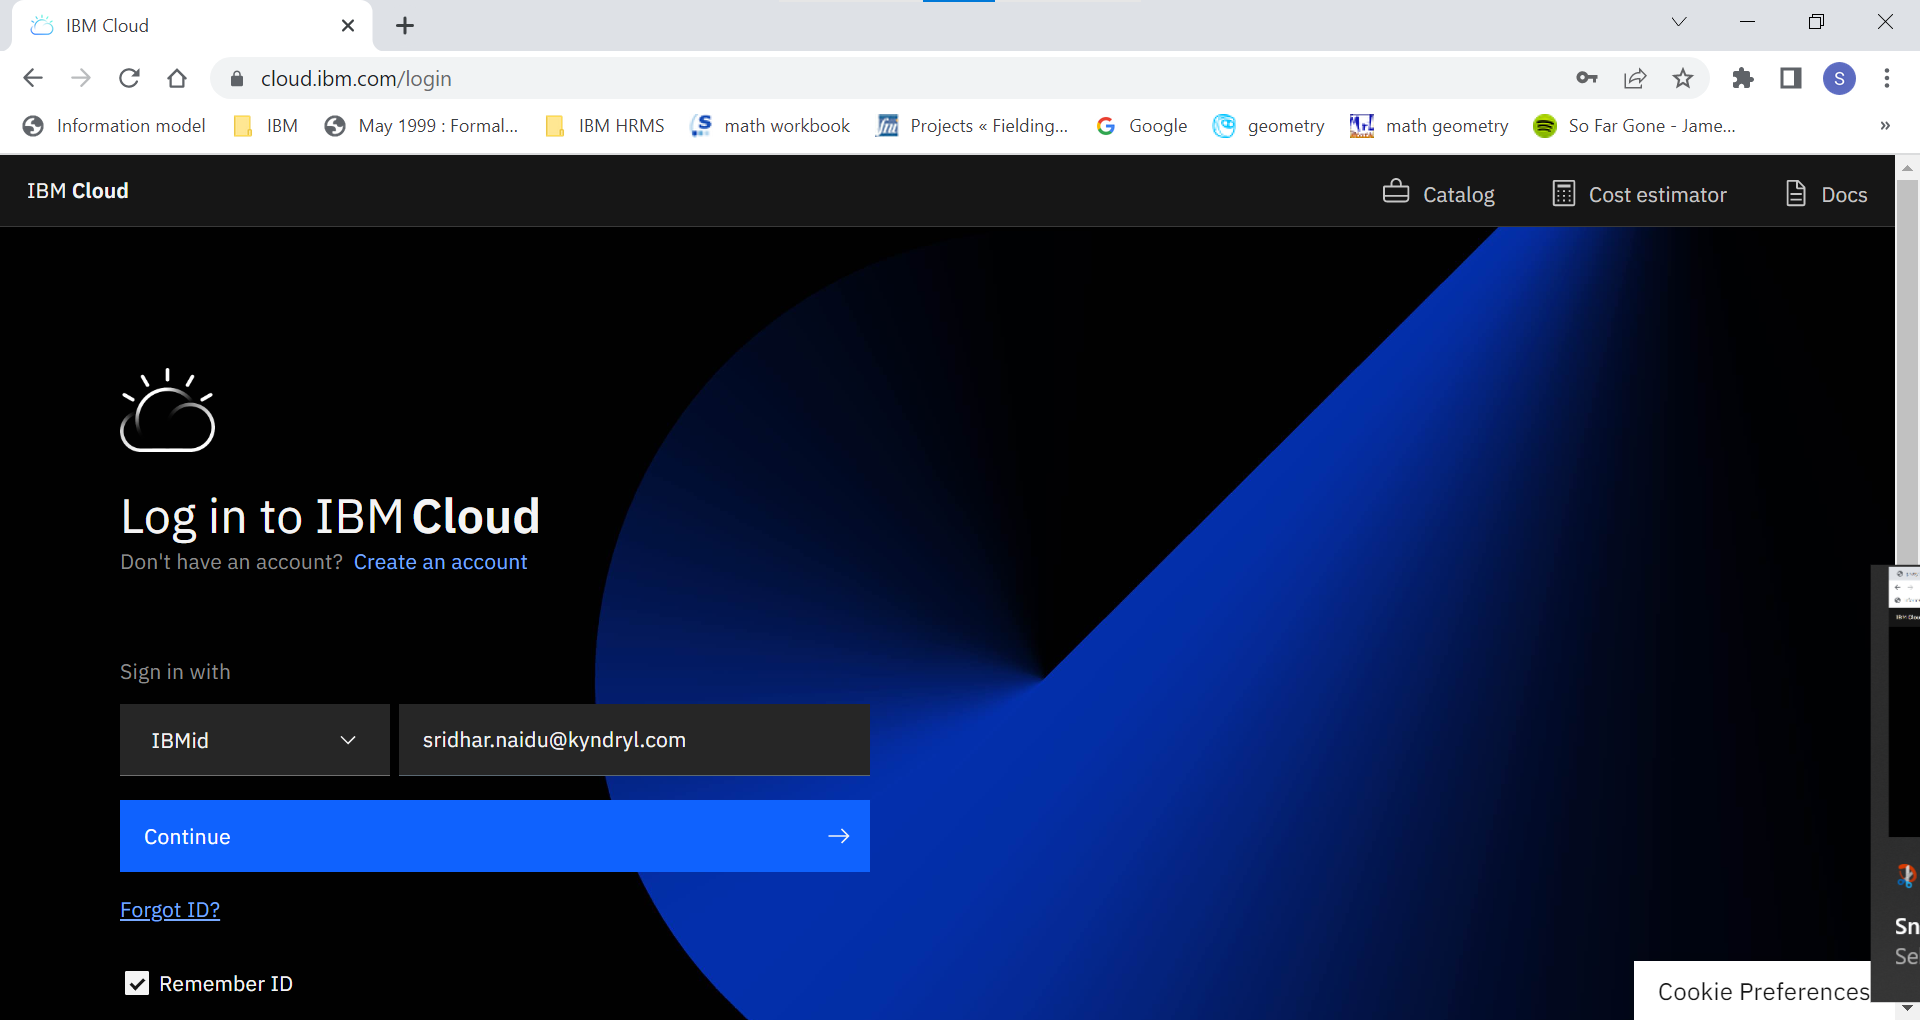 IBM Cloud
cloud.ibm.com/login
S
Information model
IBM
May 1999 : Formal...
IBM HRMS
math workbook
Projects « Fielding...
Google
geometry
math geometry
So Far Gone - Jame...
»
IBM Cloud
Catalog
Cost estimator
Docs
Log in to IBM Cloud
Don't have an account? Create an account
Sign in with
IBMid
sridhar.naidu@kyndryl.com
Continue
Forgot ID?
Remember ID
Sn
Se
Cookie Preferences